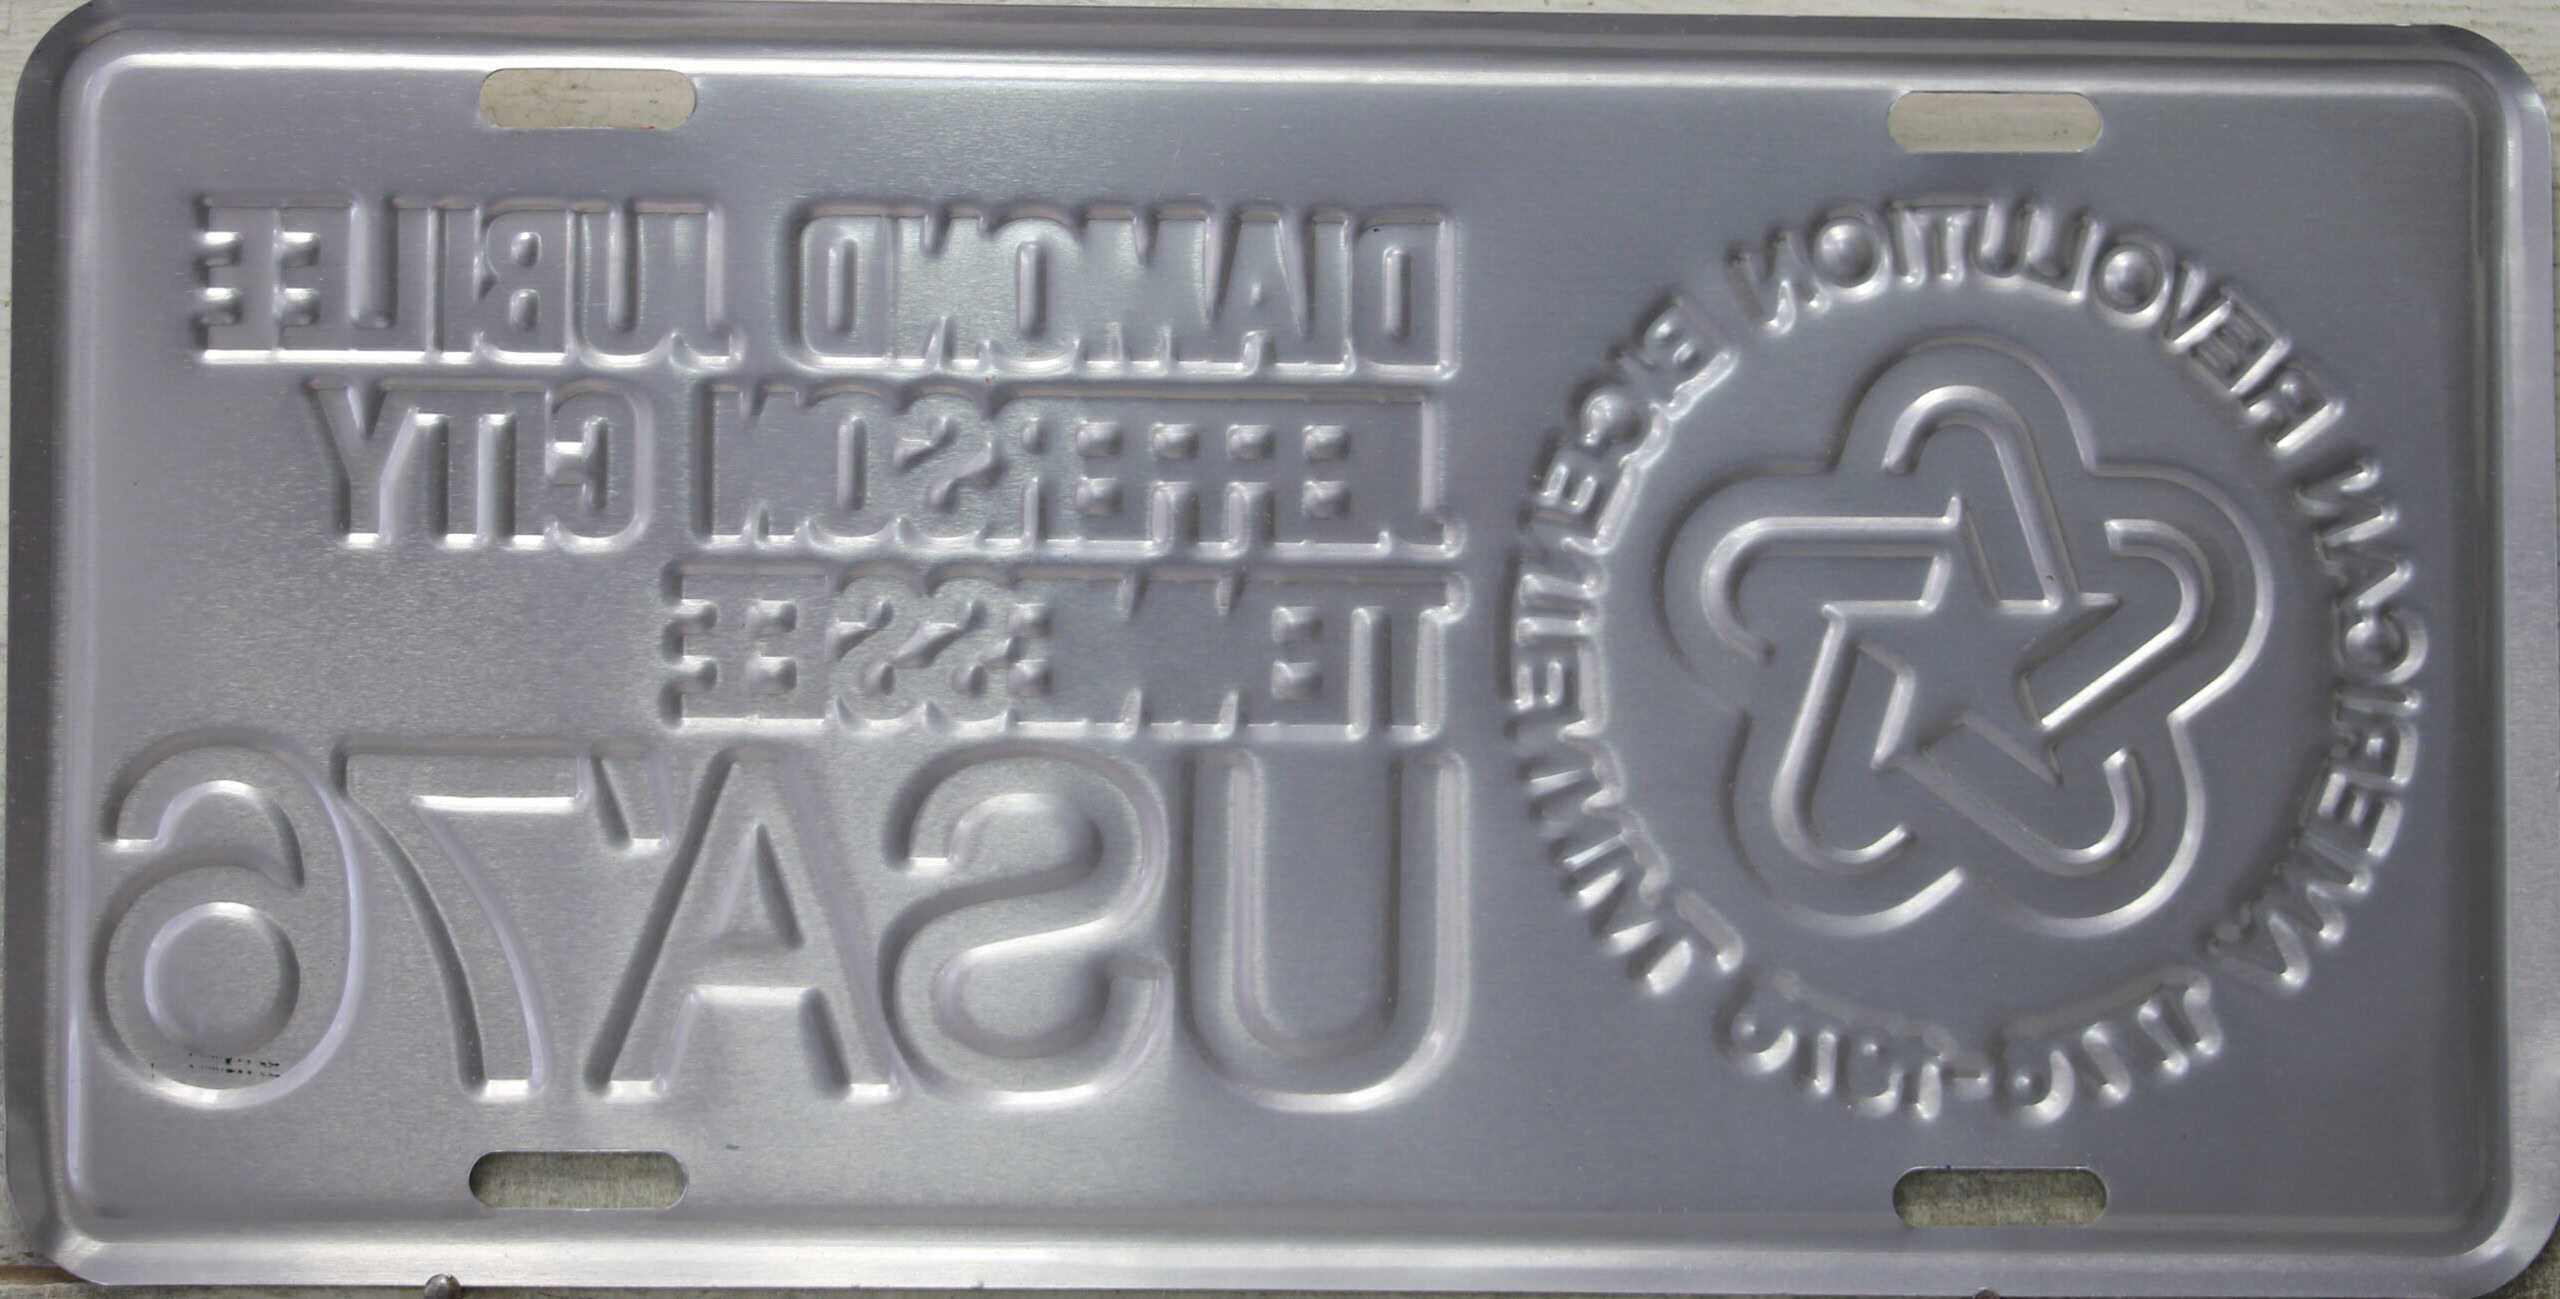 DIAMOND JUBILEE
JEFFERSON CITY
TENNESSEE
USA'76
AMERICAN REVOLUTION BICENTENNIAL 1776-1976